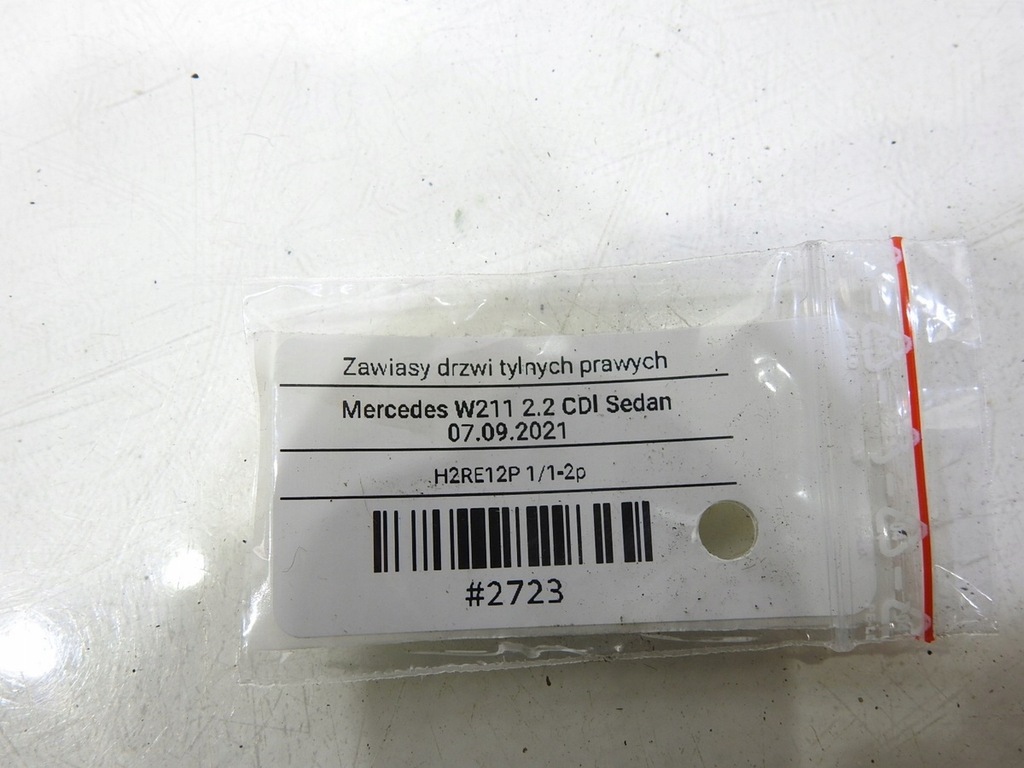 Zawiasy drzwi tylnych prawych
Mercedes W211 2.2 CDI Sedan
07.09.2021
H2RE12P 1/1-2p
#2723